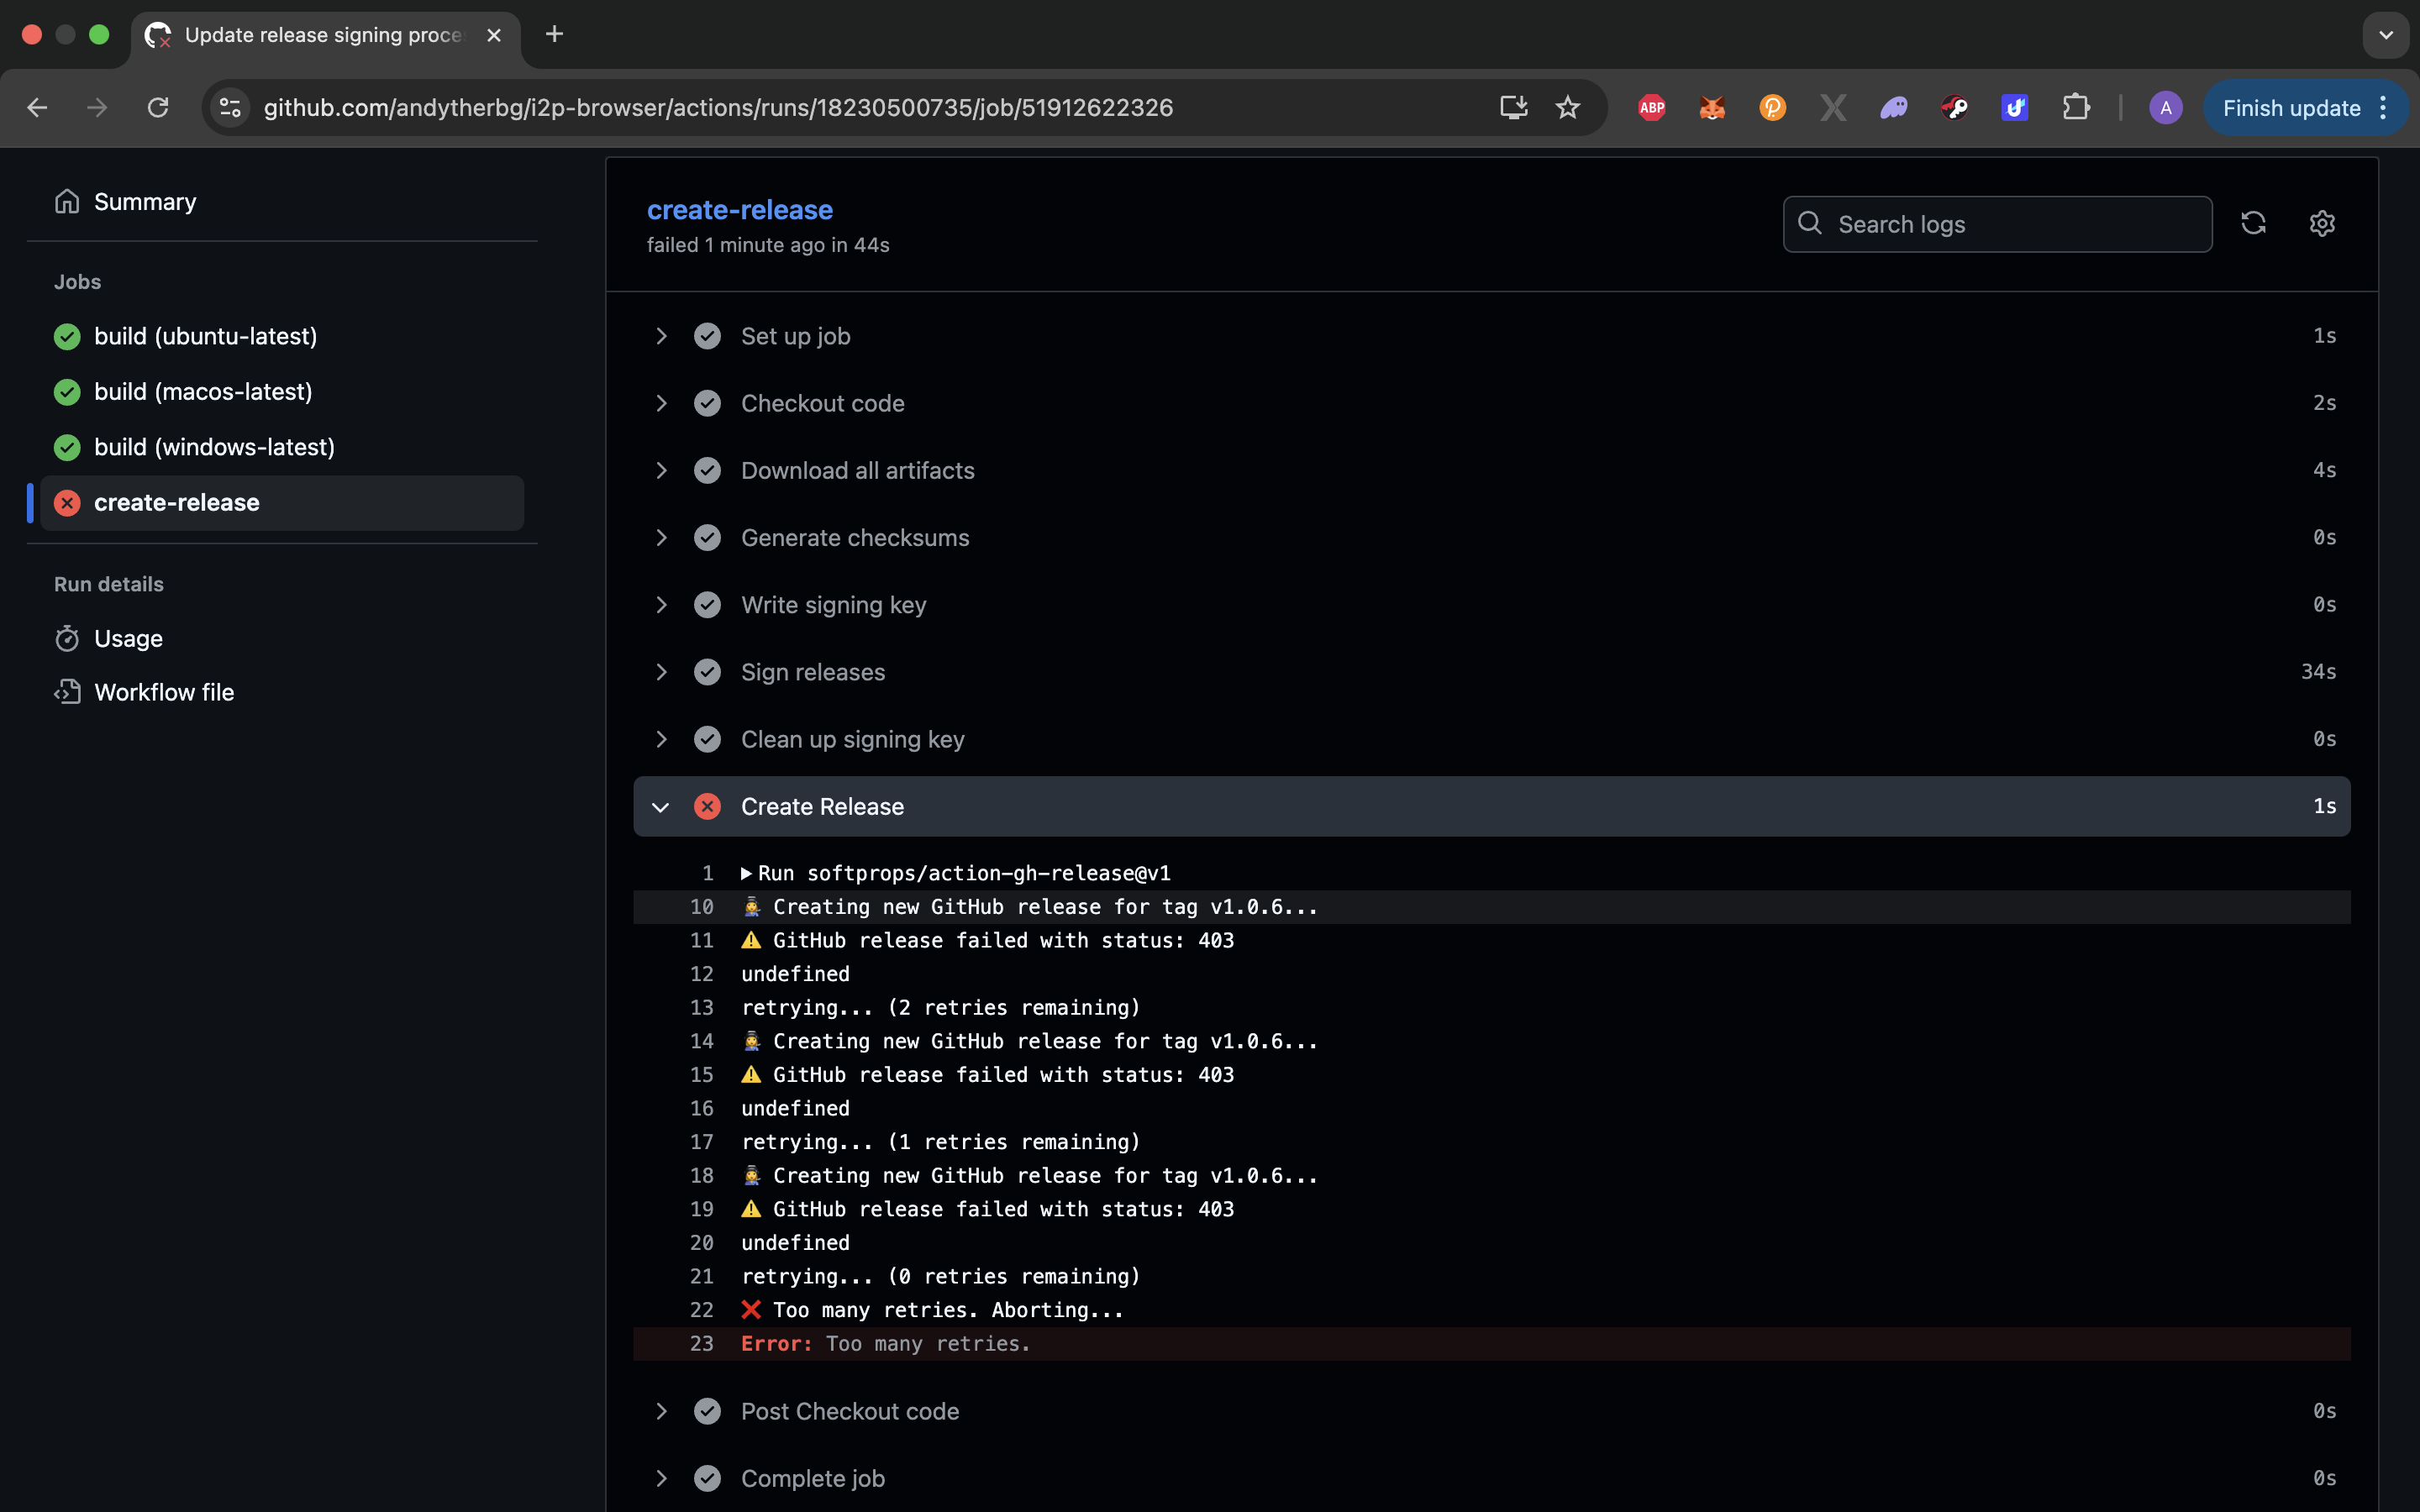 Update release signing proce
github.com/andytherbg/i2p-browser/actions/runs/18230500735/job/51912622326
ABP
A
Finish update
Summary
Jobs
build (ubuntu-latest)
build (macos-latest)
build (windows-latest)
create-release
Run details
Usage
Workflow file
create-release
failed 1 minute ago in 44s
Search logs
Set up job 1s
Checkout code 2s
Download all artifacts 4s
Generate checksums 0s
Write signing key 0s
Sign releases 34s
Clean up signing key 0s
Create Release 1s
1 Run softprops/action-gh-release@v1
10 👩‍🏭 Creating new GitHub release for tag v1.0.6...
11 ⚠️ GitHub release failed with status: 403
12 undefined
13 retrying... (2 retries remaining)
14 👩‍🏭 Creating new GitHub release for tag v1.0.6...
15 ⚠️ GitHub release failed with status: 403
16 undefined
17 retrying... (1 retries remaining)
18 👩‍🏭 Creating new GitHub release for tag v1.0.6...
19 ⚠️ GitHub release failed with status: 403
20 undefined
21 retrying... (0 retries remaining)
22 ❌ Too many retries. Aborting...
23 Error: Too many retries.
Post Checkout code 0s
Complete job 0s